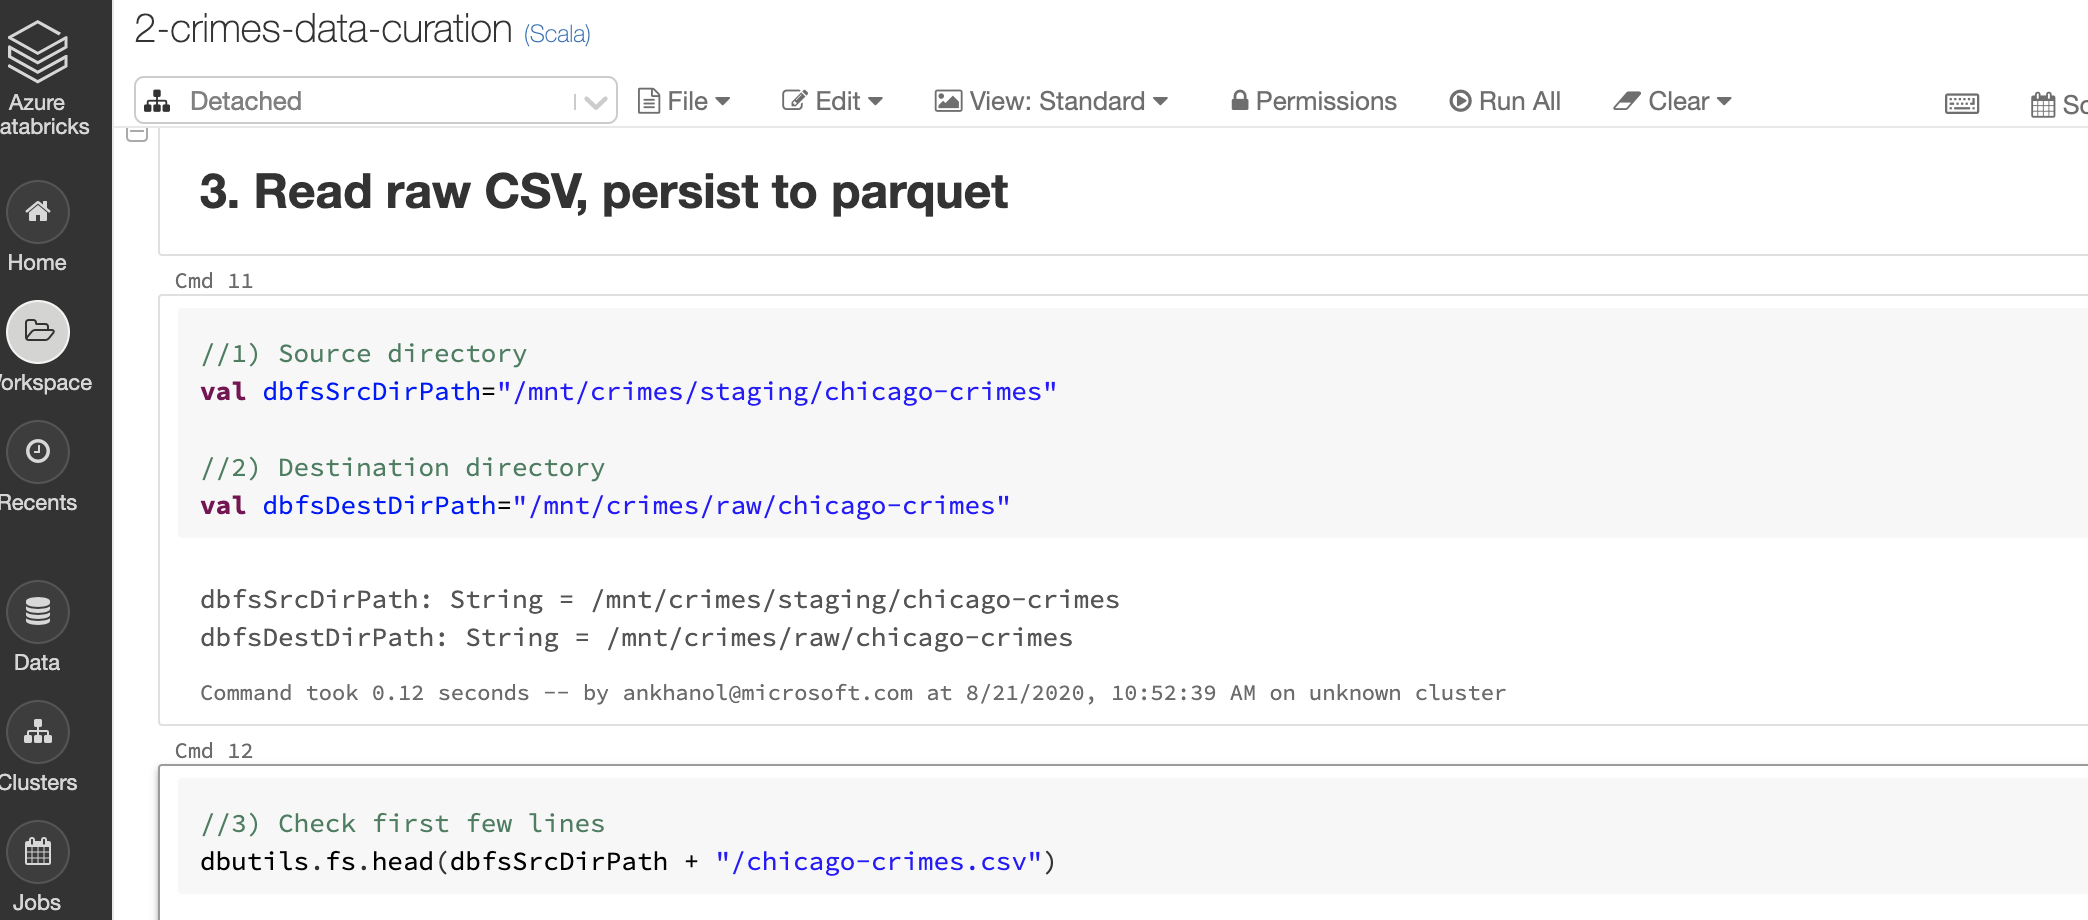 2-crimes-data-curation (Scala)
Azure
atabricks
Detached
File
Edit
View: Standard
Permissions
Run All
Clear
Sc
Home
orkspace
Recents
Data
Clusters
Jobs
3. Read raw CSV, persist to parquet
Cmd 11
//1) Source directory
val dbfsSrcDirPath="/mnt/crimes/staging/chicago-crimes"
//2) Destination directory
val dbfsDestDirPath="/mnt/crimes/raw/chicago-crimes"
dbfsSrcDirPath: String = /mnt/crimes/staging/chicago-crimes
dbfsDestDirPath: String = /mnt/crimes/raw/chicago-crimes
Command took 0.12 seconds -- by ankhanol@microsoft.com at 8/21/2020, 10:52:39 AM on unknown cluster
Cmd 12
//3) Check first few lines
dbutils.fs.head(dbfsSrcDirPath + "/chicago-crimes.csv")